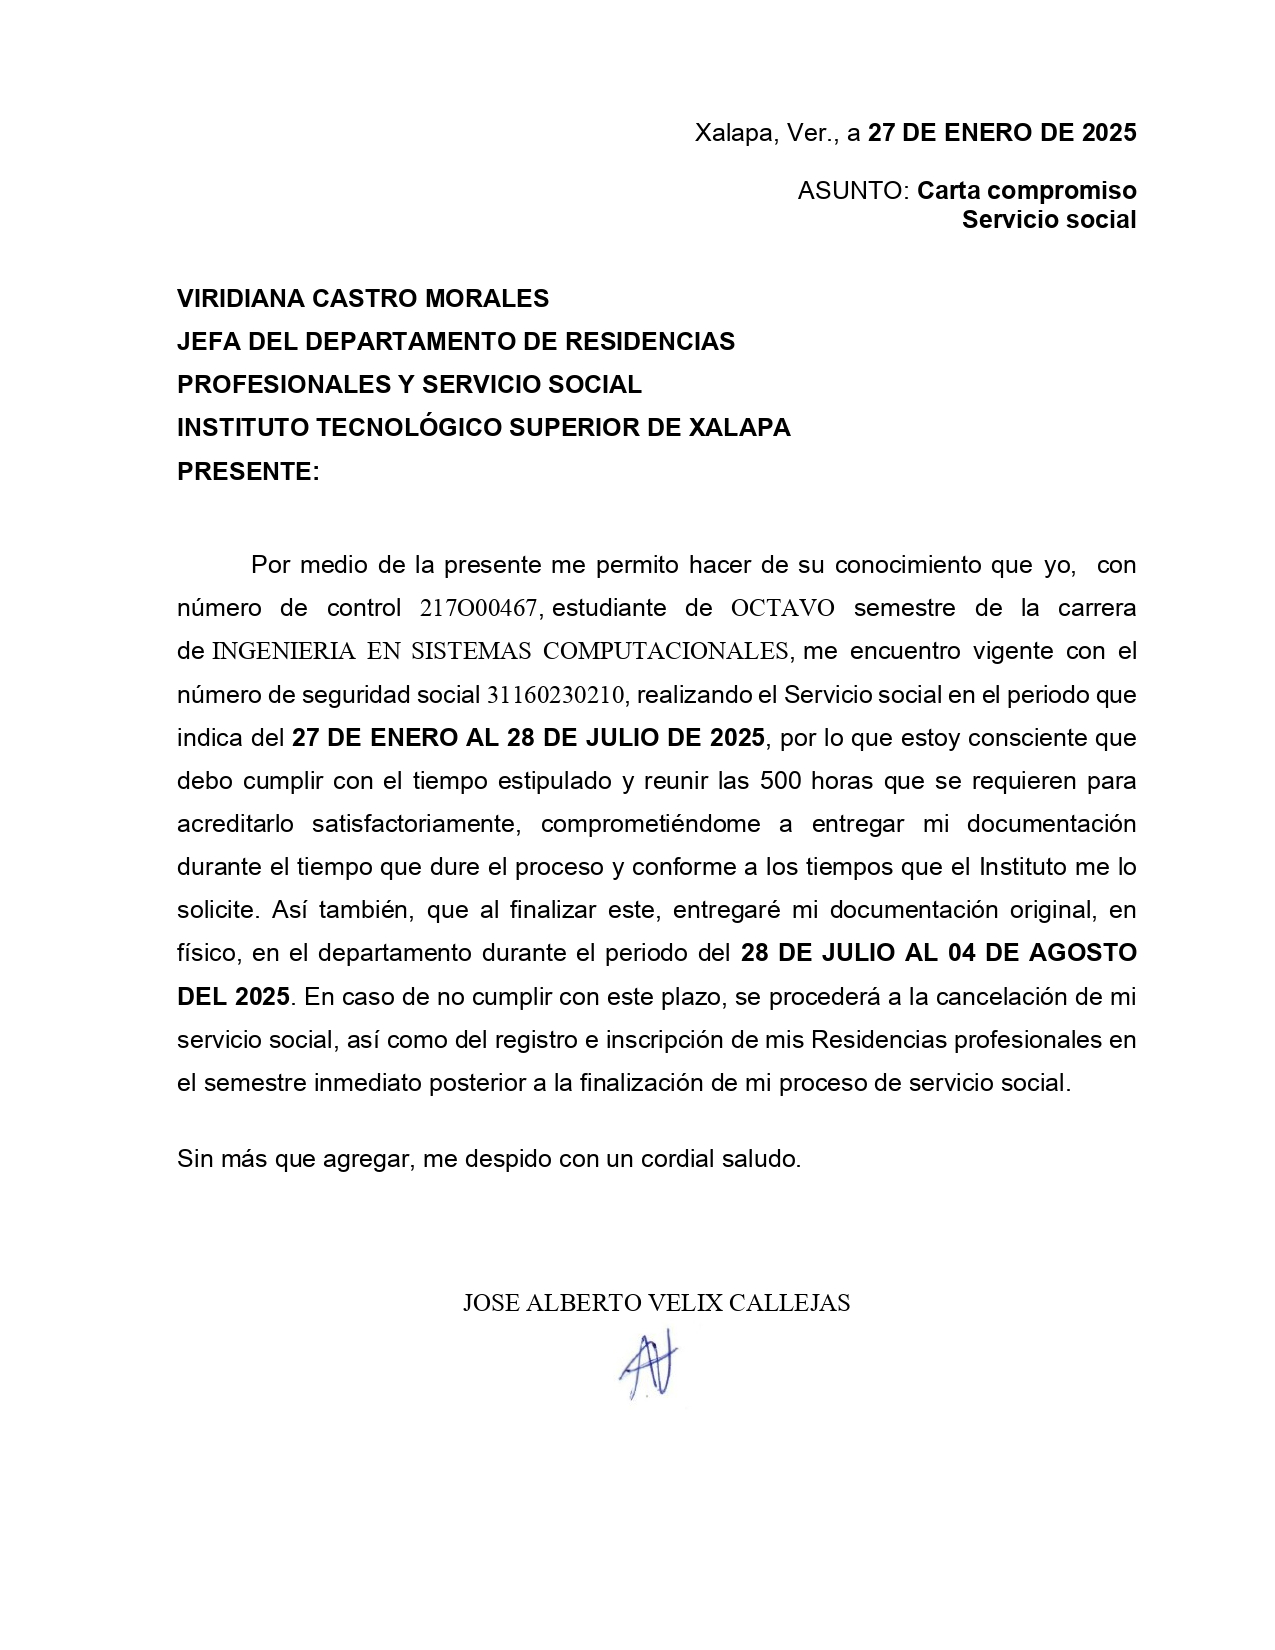 Xalapa, Ver., a 27 DE ENERO DE 2025
ASUNTO: Carta compromiso
Servicio social
VIRIDIANA CASTRO MORALES
JEFA DEL DEPARTAMENTO DE RESIDENCIAS
PROFESIONALES Y SERVICIO SOCIAL
INSTITUTO TECNOLÓGICO SUPERIOR DE XALAPA
PRESENTE:
Por medio de la presente me permito hacer de su conocimiento que yo, con
número de control 217O00467, estudiante de OCTAVO semestre de la carrera
de INGENIERIA EN SISTEMAS COMPUTACIONALES, me encuentro vigente con el
número de seguridad social 31160230210, realizando el Servicio social en el periodo que
indica del 27 DE ENERO AL 28 DE JULIO DE 2025, por lo que estoy consciente que
debo cumplir con el tiempo estipulado y reunir las 500 horas que se requieren para
acreditarlo satisfactoriamente, comprometiéndome a entregar mi documentación
durante el tiempo que dure el proceso y conforme a los tiempos que el Instituto me lo
solicite. Así también, que al finalizar este, entregaré mi documentación original, en
físico, en el departamento durante el periodo del 28 DE JULIO AL 04 DE AGOSTO
DEL 2025. En caso de no cumplir con este plazo, se procederá a la cancelación de mi
servicio social, así como del registro e inscripción de mis Residencias profesionales en
el semestre inmediato posterior a la finalización de mi proceso de servicio social.
Sin más que agregar, me despido con un cordial saludo.
JOSE ALBERTO VELIX CALLEJAS